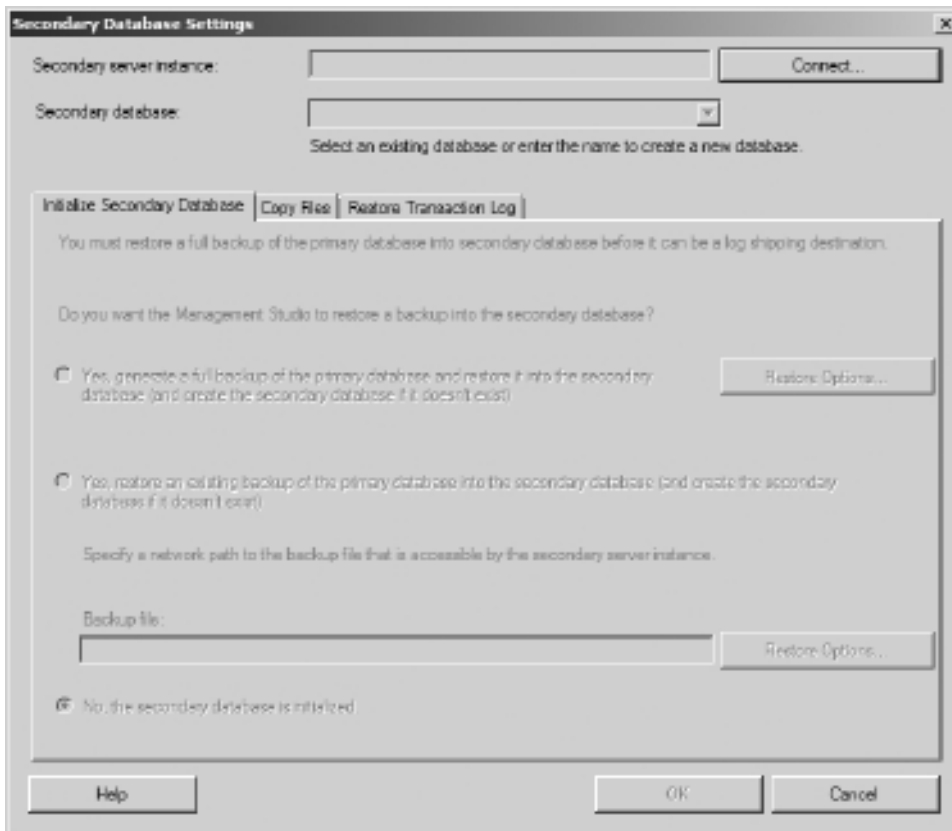 Secondary Database Settings
Secondary server instance:
Connect...
Secondary database:
Select an existing database or enter the name to create a new database.
Initialize Secondary Database
Copy Files
Restore Transaction Log
You must restore a full backup of the primary database into secondary database before it can be a log shipping destination.
Do you want the Management Studio to restore a backup into the secondary database?
Yes, generate a full backup of the primary database and restore it into the secondary
database (and create the secondary database if it doesn't exist)
Restore Options...
Yes, restore an existing backup of the primary database into the secondary database (and create the secondary
database if it doesn't exist)
Specify a network path to the backup file that is accessible by the secondary server instance.
Backup file:
Restore Options...
No, the secondary database is initialized
Help
OK
Cancel